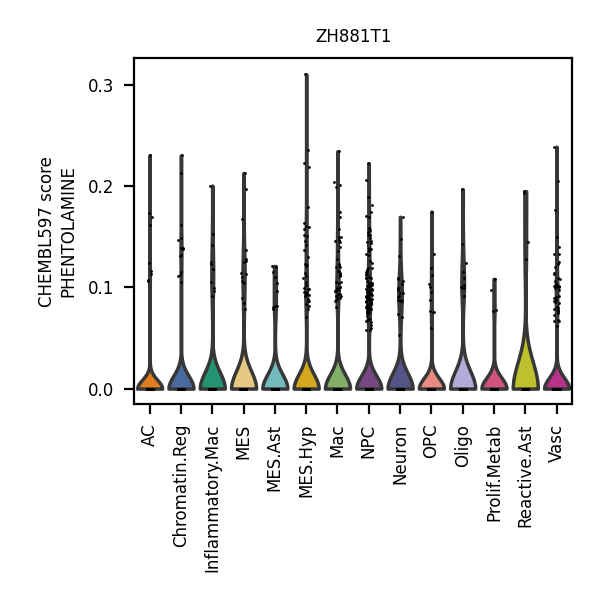 ZH881T1
CHEMBL597 score
PHENTOLAMINE
0.3
0.2
0.1
0.0
AC
Chromatin.Reg
Inflammatory.Mac
MES
MES.Ast
MES.Hyp
Mac
NPC
Neuron
OPC
Oligo
Prolif.Metab
Reactive.Ast
Vasc